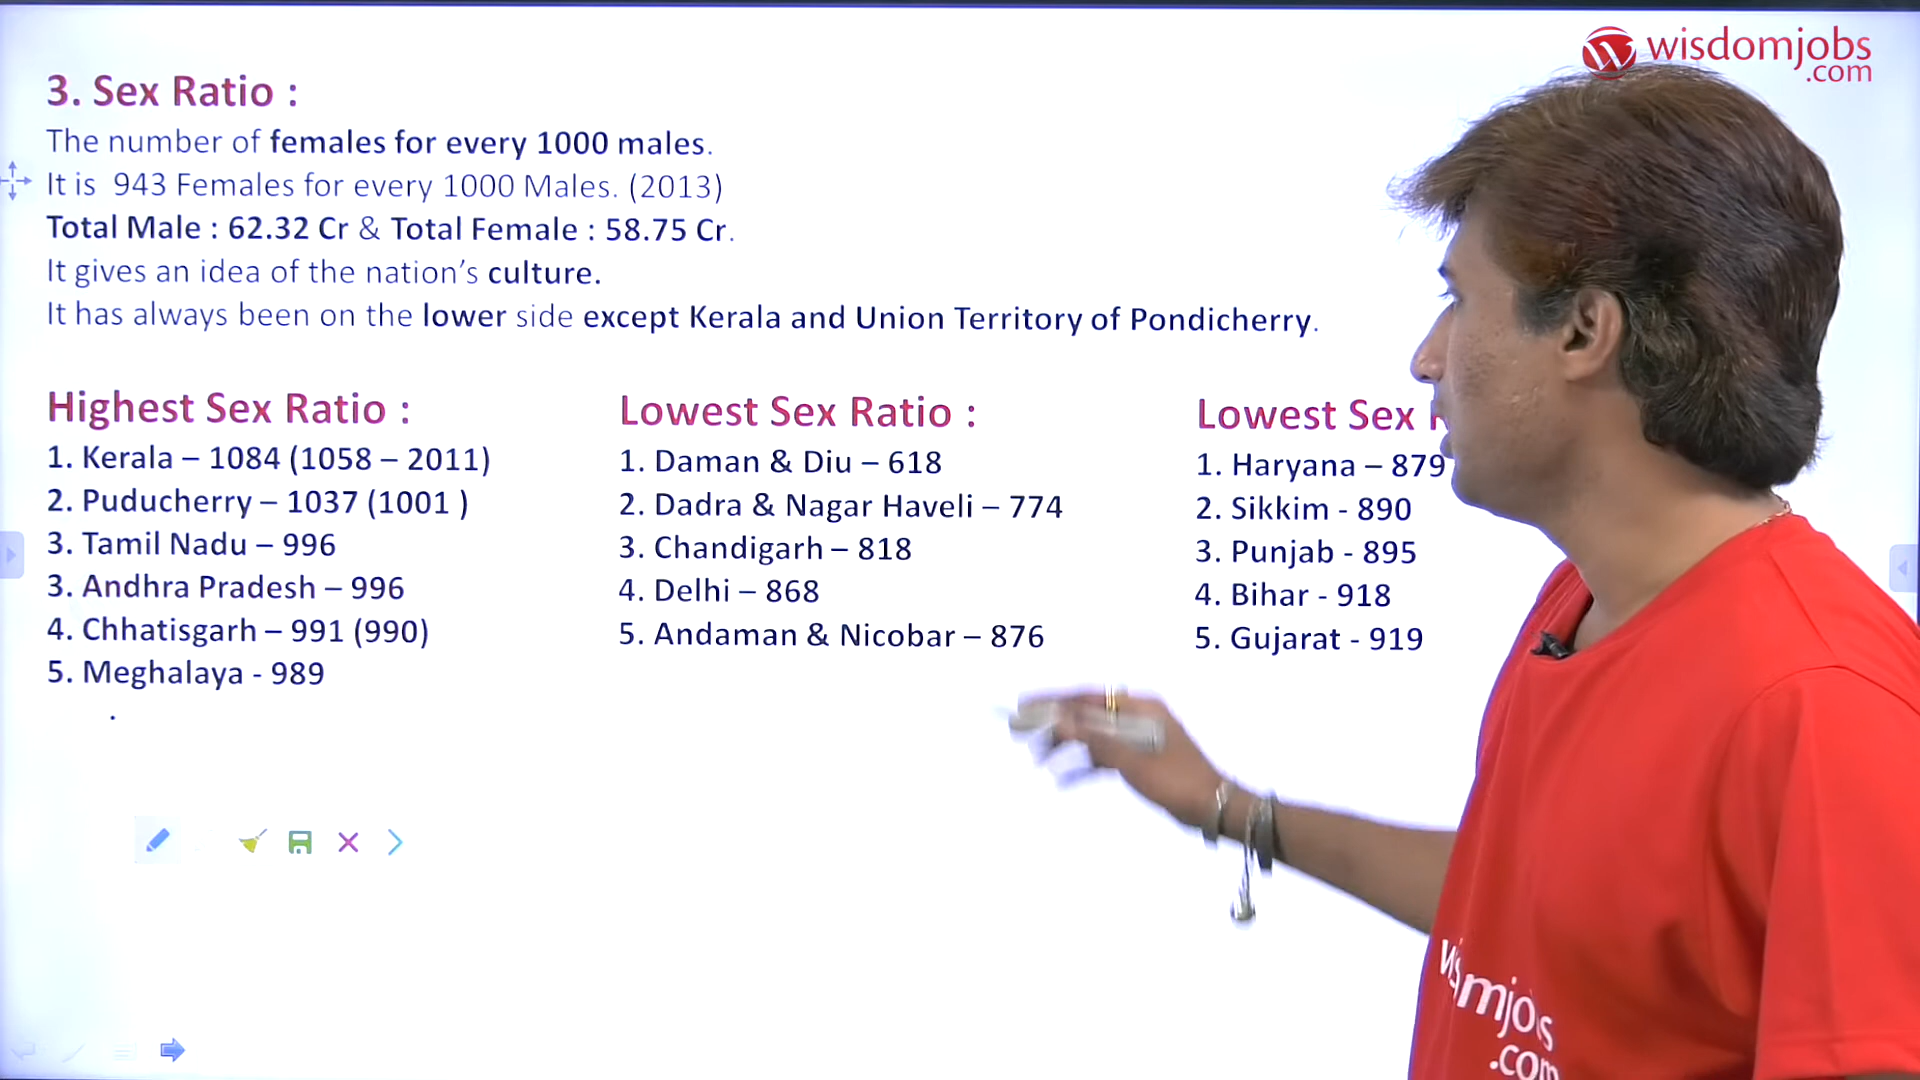 wisdomjobs
.com
3. Sex Ratio :
The number of females for every 1000 males.
It is 943 Females for every 1000 Males. (2013)
Total Male : 62.32 Cr & Total Female : 58.75 Cr.
It gives an idea of the nation's culture.
It has always been on the lower side except Kerala and Union Territory of Pondicherry.
Highest Sex Ratio :
1. Kerala – 1084 (1058 – 2011)
2. Puducherry – 1037 (1001 )
3. Tamil Nadu – 996
3. Andhra Pradesh – 996
4. Chhatisgarh – 991 (990)
5. Meghalaya - 989
Lowest Sex Ratio :
1. Daman & Diu – 618
2. Dadra & Nagar Haveli – 774
3. Chandigarh – 818
4. Delhi – 868
5. Andaman & Nicobar – 876
Lowest Sex
1. Haryana – 879
2. Sikkim - 890
3. Punjab - 895
4. Bihar - 918
5. Gujarat - 919
.com